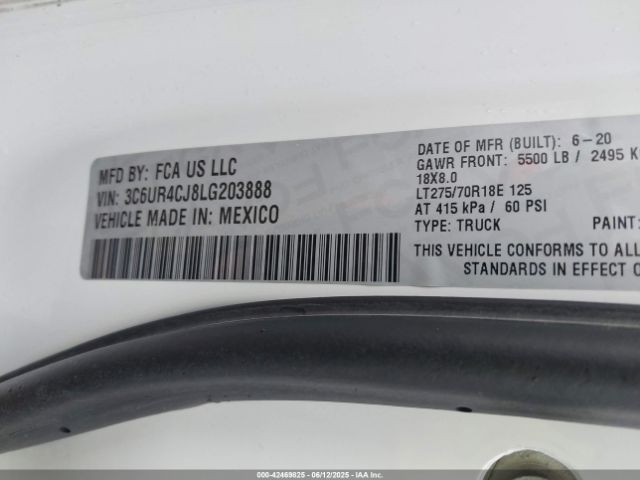 MFD BY: FCA US LLC
VIN: 3C6UR4CJ8LG203888
VEHICLE MADE IN: MEXICO
DATE OF MFR (BUILT): 6-20
GAWR FRONT: 5500 LB / 2495 K
18X8.0
LT275/70R18E 125
AT 415 kPa / 60 PSI
TYPE: TRUCK PAINT:
THIS VEHICLE CONFORMS TO ALL
STANDARDS IN EFFECT O
000-42469825 - 06/12/2025 - IAA, Inc.